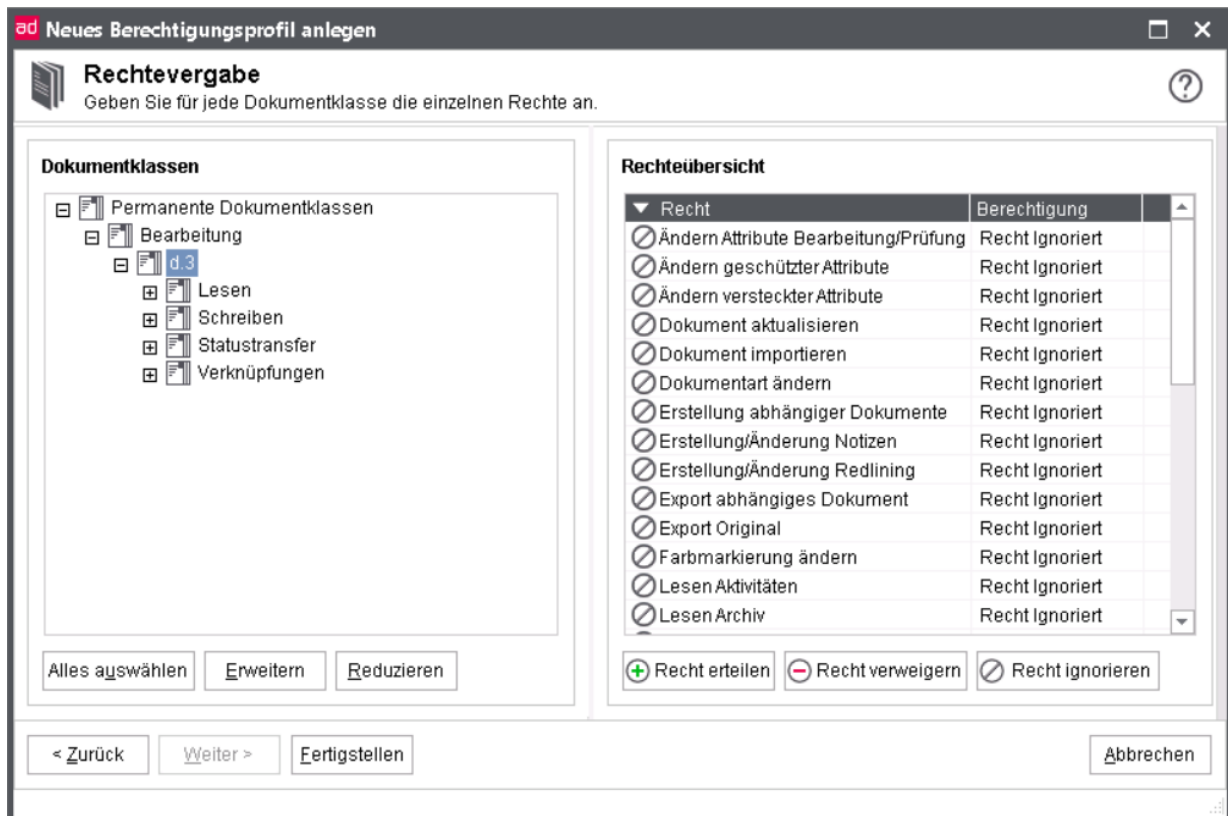 ad Neues Berechtigungsprofil anlegen
Rechtevergabe
Geben Sie für jede Dokumentklasse die einzelnen Rechte an.
Dokumentklassen
Permanente Dokumentklassen
Bearbeitung
d.3
Lesen
Schreiben
Statustransfer
Verknüpfungen
Alles auswählen Erweitern Reduzieren
Rechteübersicht
Recht Berechtigung
Ändern Attribute Bearbeitung/Prüfung Recht Ignoriert
Ändern geschützter Attribute Recht Ignoriert
Ändern versteckter Attribute Recht Ignoriert
Dokument aktualisieren Recht Ignoriert
Dokument importieren Recht Ignoriert
Dokumentart ändern Recht Ignoriert
Erstellung abhängiger Dokumente Recht Ignoriert
Erstellung/Änderung Notizen Recht Ignoriert
Erstellung/Änderung Redlining Recht Ignoriert
Export abhängiges Dokument Recht Ignoriert
Export Original Recht Ignoriert
Farbmarkierung ändern Recht Ignoriert
Lesen Aktivitäten Recht Ignoriert
Lesen Archiv Recht Ignoriert
Recht erteilen Recht verweigern Recht ignorieren
< Zurück Weiter > Fertigstellen Abbrechen